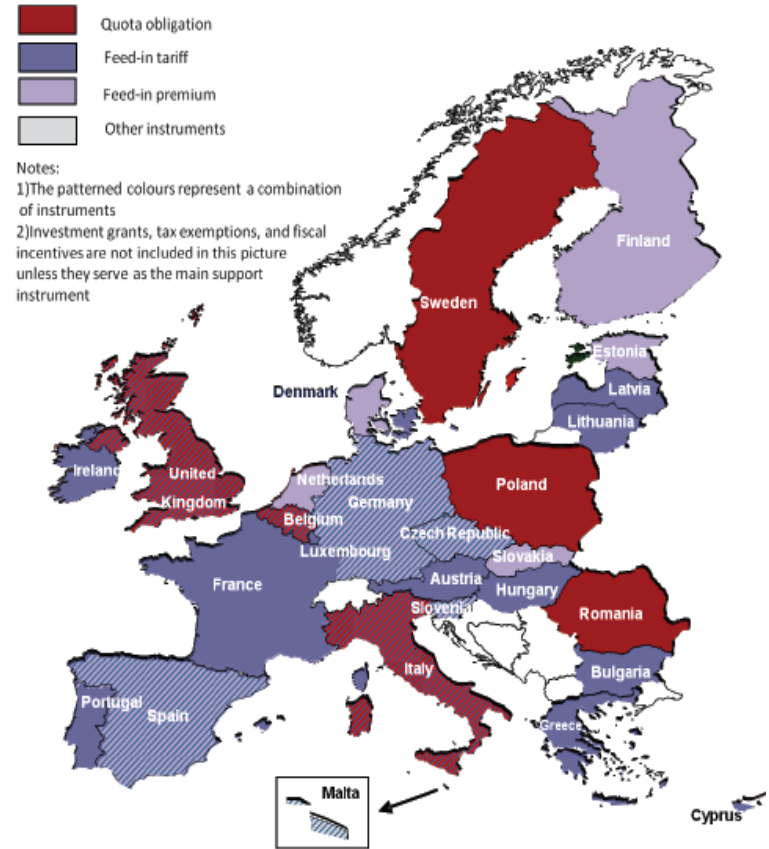 Quota obligation
Feed-in tariff
Feed-in premium
Other instruments
Notes:
1)The patterned colours represent a combination
of instruments
2)Investment grants, tax exemptions, and fiscal
incentives are not included in this picture
unless they serve as the main support
instrument
Finland
Sweden
Estonia
Denmark
Latvia
Lithuania
Ireland
United
Kingdom
Netherlands
Germany
Poland
Belgium
Czech Republic
Luxembourg
Slovakia
France
Austria
Hungary
Slovenia
Romania
Italy
Bulgaria
Portugal
Spain
Greece
Malta
Cyprus